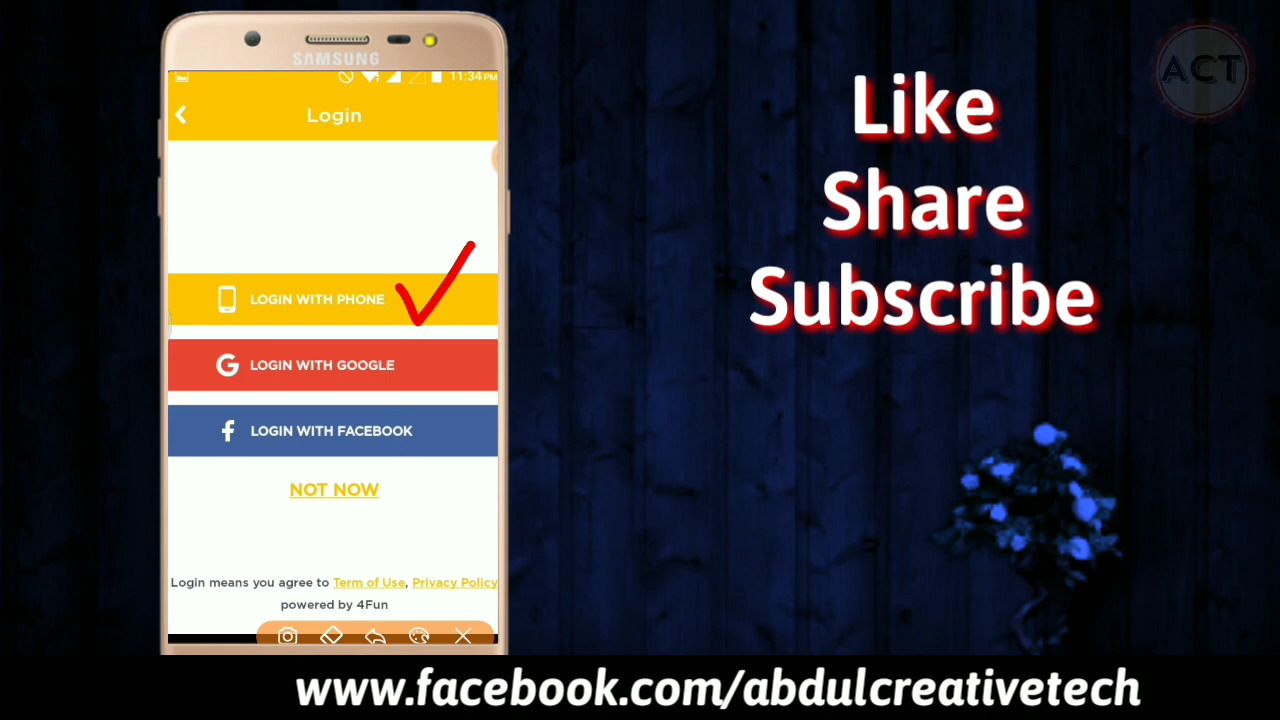 SAMSUNG
11:34 PM
Login
LOGIN WITH PHONE
G LOGIN WITH GOOGLE
f LOGIN WITH FACEBOOK
NOT NOW
Login means you agree to Term of Use, Privacy Policy
powered by 4Fun
ACT
Like
Share
Subscribe
www.facebook.com/abdulcreativetech